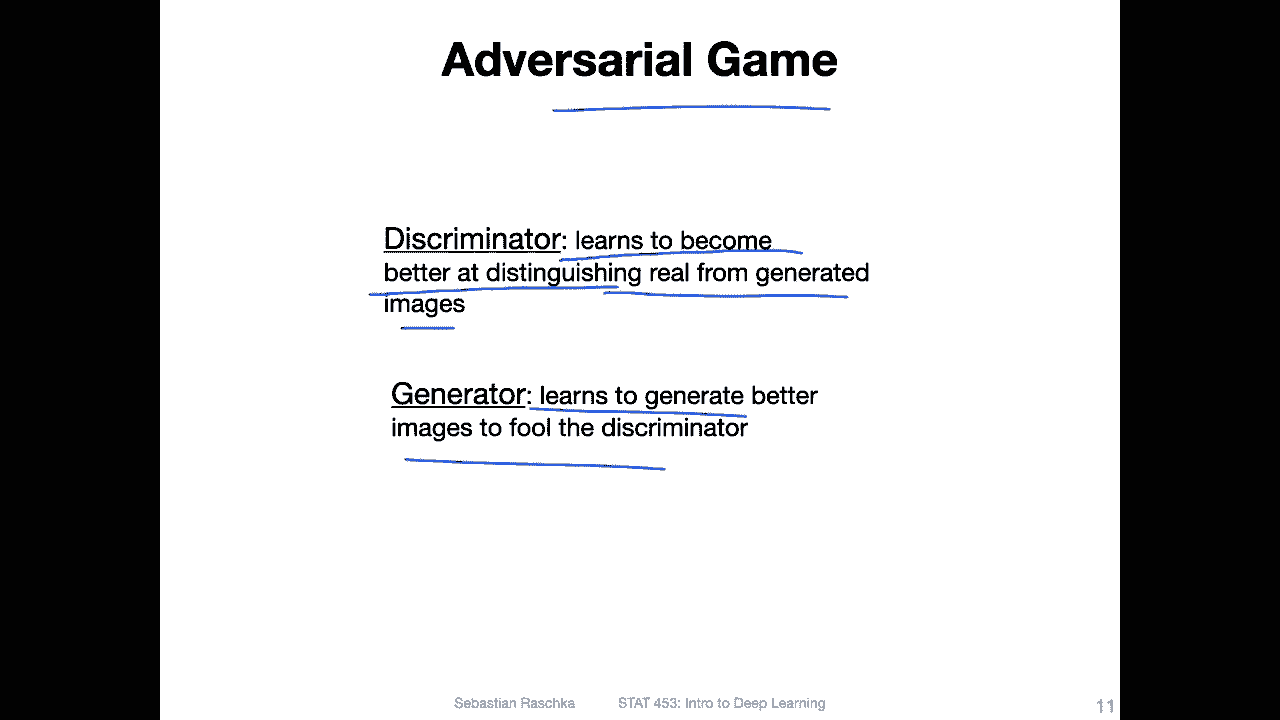 Adversarial Game
Discriminator: learns to become
better at distinguishing real from generated
images
Generator: learns to generate better
images to fool the discriminator
Sebastian Raschka STAT 453: Intro to Deep Learning 11